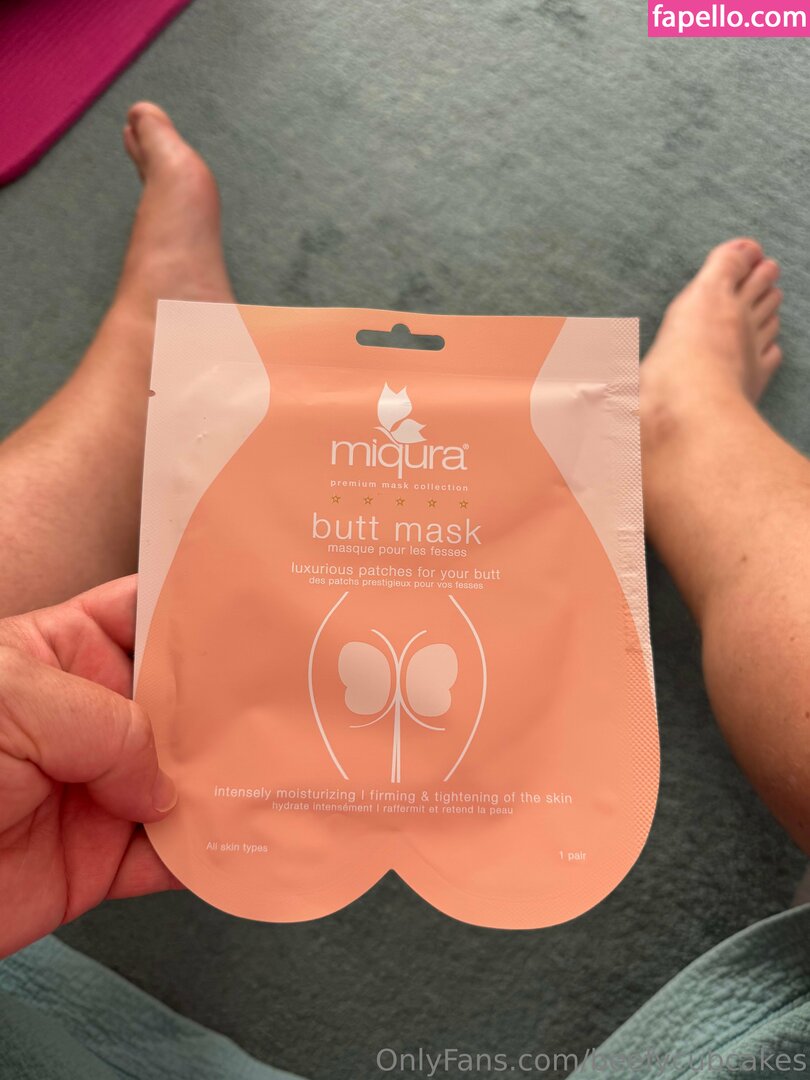 fapello.com
miqura®
premium mask collection
butt mask
masque pour les fesses
luxurious patches for your butt
des patchs prestigieux pour vos fesses
intensely moisturizing | firming & tightening of the skin
hydrate intensément | raffermit et retend la peau
All skin types
1 pair
OnlyFans.com/beefycupcakes